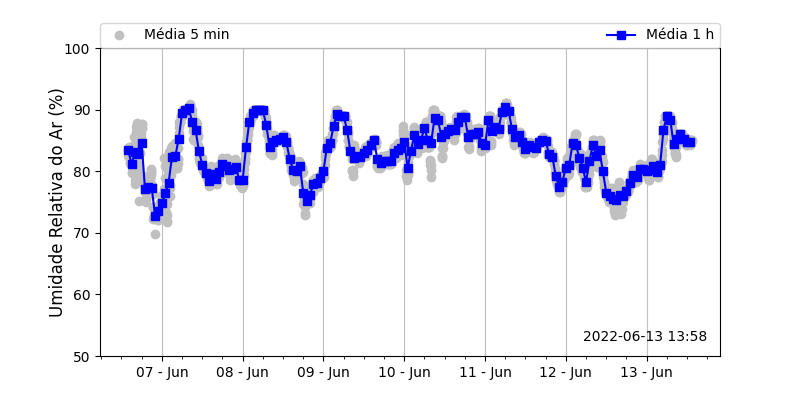 Média 5 min
Média 1 h
Umidade Relativa do Ar (%)
100
90
80
70
60
50
2022-06-13 13:58
07 - Jun
08 - Jun
09 - Jun
10 - Jun
11 - Jun
12 - Jun
13 - Jun